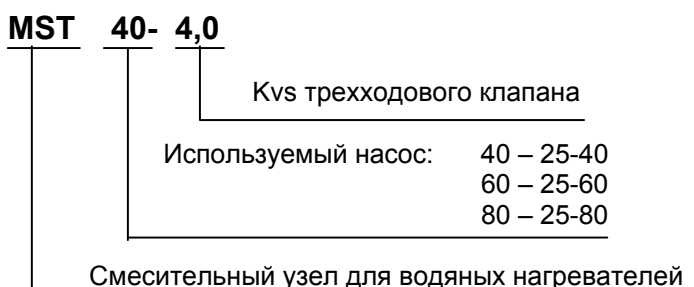 MST 40- 4,0
Kvs трехходового клапана
Используемый насос: 40 – 25-40
60 – 25-60
80 – 25-80
Смесительный узел для водяных нагревателей